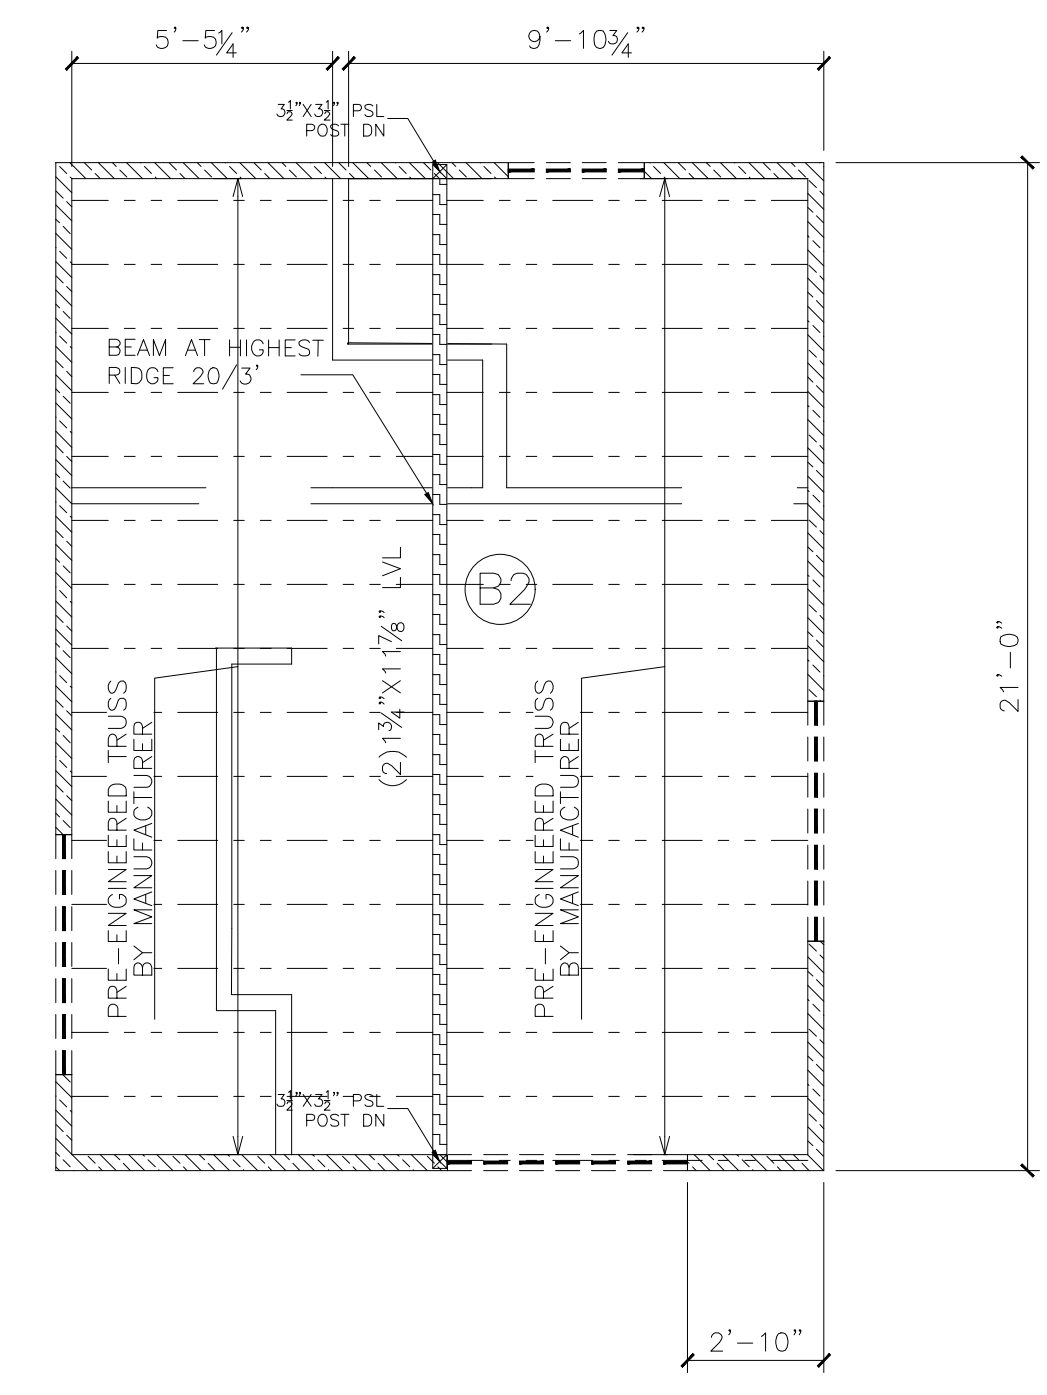 5'-5¼"
9'-10¾"
3½"X3½" PSL
POST DN
BEAM AT HIGHEST
RIDGE 20/3'
(2)1¾"X11⅞" LVL
B2
21'-0"
PRE-ENGINEERED TRUSS
BY MANUFACTURER
PRE-ENGINEERED TRUSS
BY MANUFACTURER
3½"X3½" PSL
POST DN
2'-10"